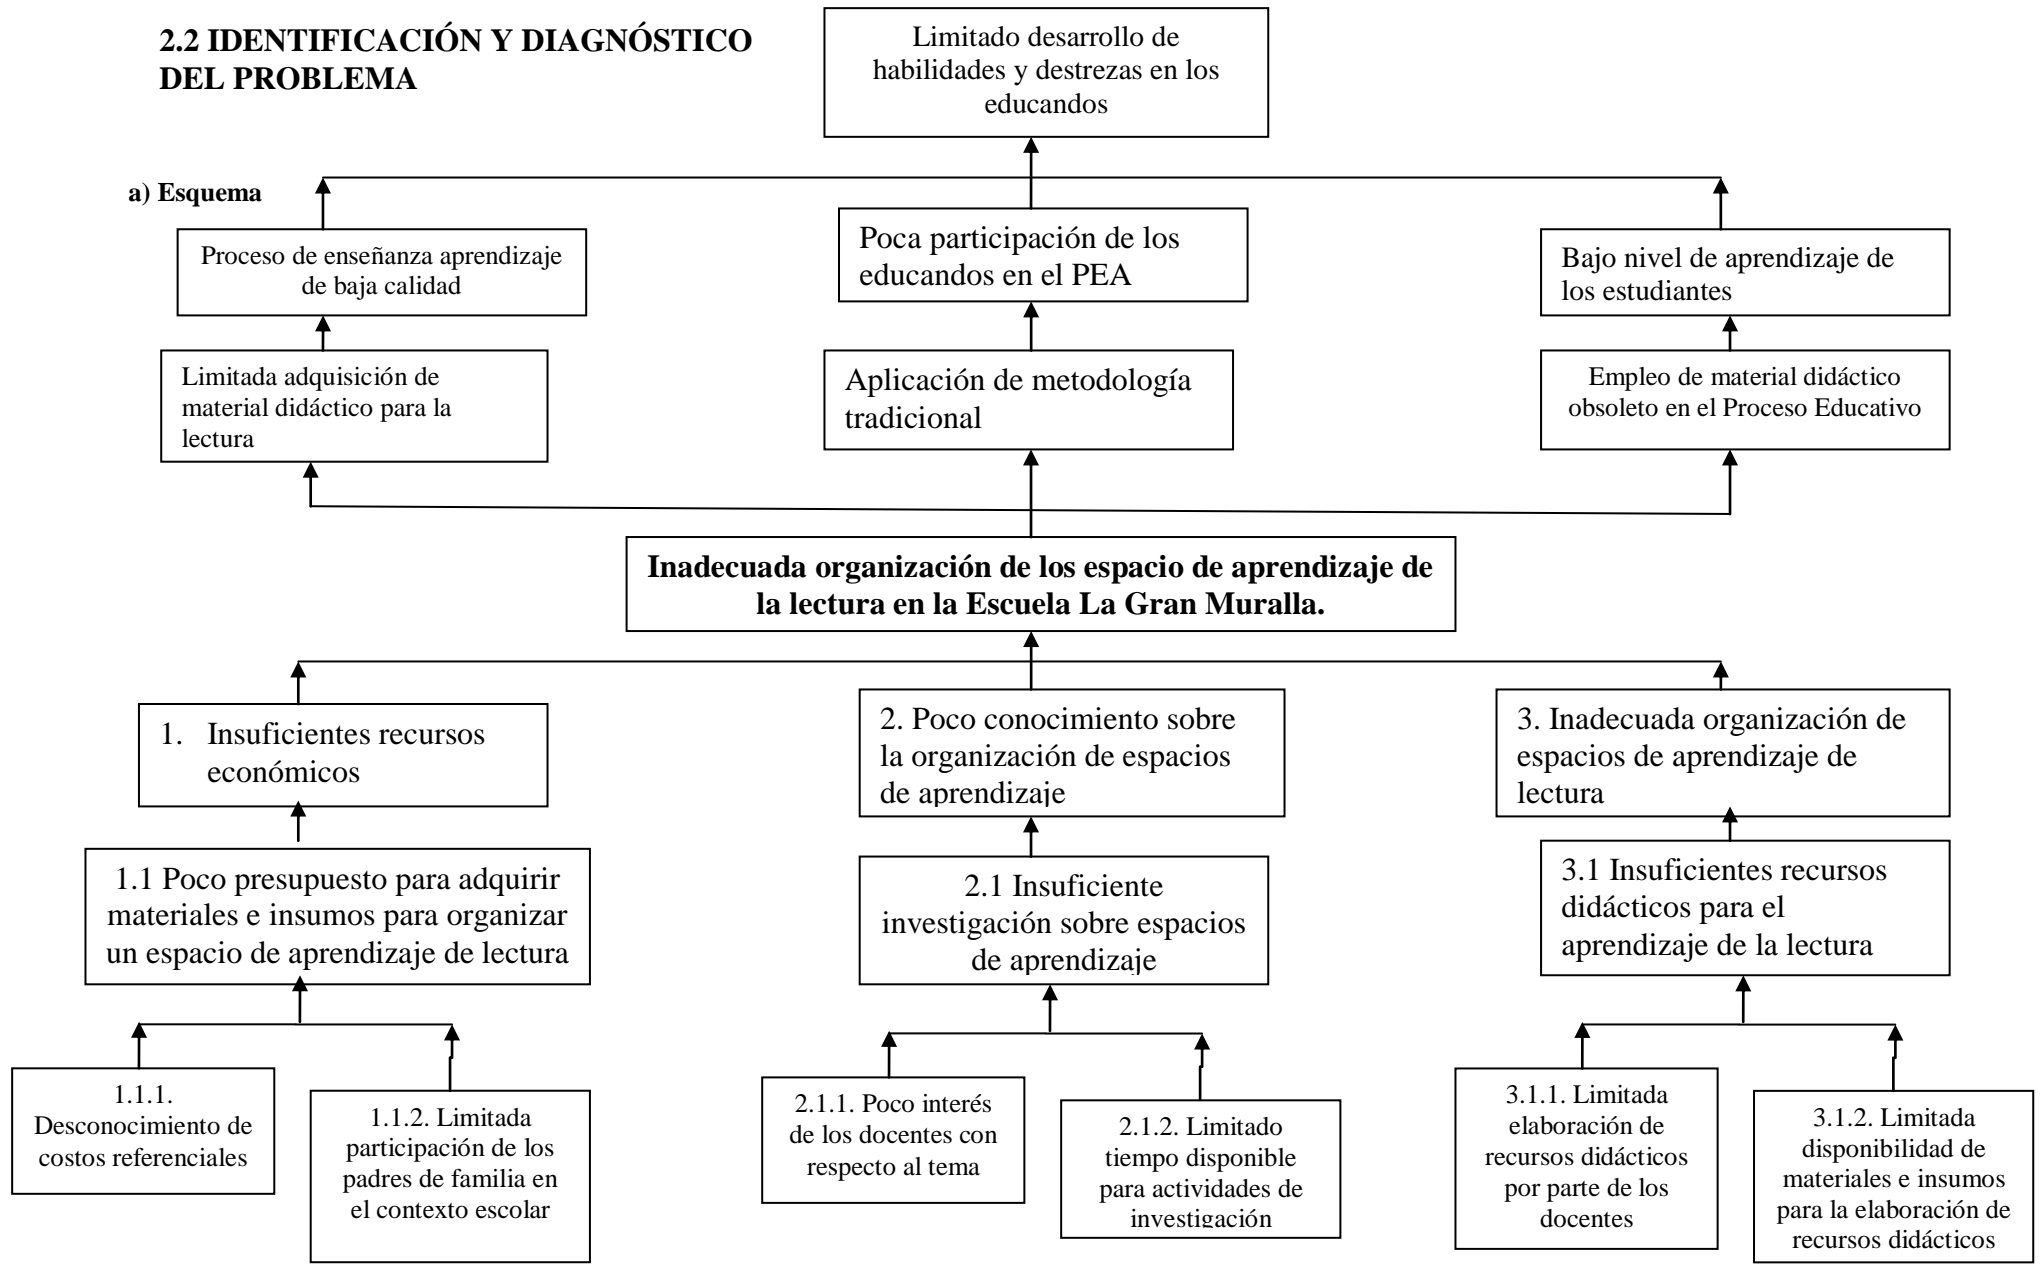 2.2 IDENTIFICACIÓN Y DIAGNÓSTICO
DEL PROBLEMA
Limitado desarrollo de
habilidades y destrezas en los
educandos
a) Esquema
Proceso de enseñanza aprendizaje
de baja calidad
Poca participación de los
educandos en el PEA
Bajo nivel de aprendizaje de
los estudiantes
Limitada adquisición de
material didáctico para la
lectura
Aplicación de metodología
tradicional
Empleo de material didáctico
obsoleto en el Proceso Educativo
Inadecuada organización de los espacio de aprendizaje de
la lectura en la Escuela La Gran Muralla.
1. Insuficientes recursos
económicos
2. Poco conocimiento sobre
la organización de espacios
de aprendizaje
3. Inadecuada organización de
espacios de aprendizaje de
lectura
1.1 Poco presupuesto para adquirir
materiales e insumos para organizar
un espacio de aprendizaje de lectura
2.1 Insuficiente
investigación sobre espacios
de aprendizaje
3.1 Insuficientes recursos
didácticos para el
aprendizaje de la lectura
1.1.1.
Desconocimiento de
costos referenciales
1.1.2. Limitada
participación de los
padres de familia en
el contexto escolar
2.1.1. Poco interés
de los docentes con
respecto al tema
2.1.2. Limitado
tiempo disponible
para actividades de
investigación
3.1.1. Limitada
elaboración de
recursos didácticos
por parte de los
docentes
3.1.2. Limitada
disponibilidad de
materiales e insumos
para la elaboración de
recursos didácticos